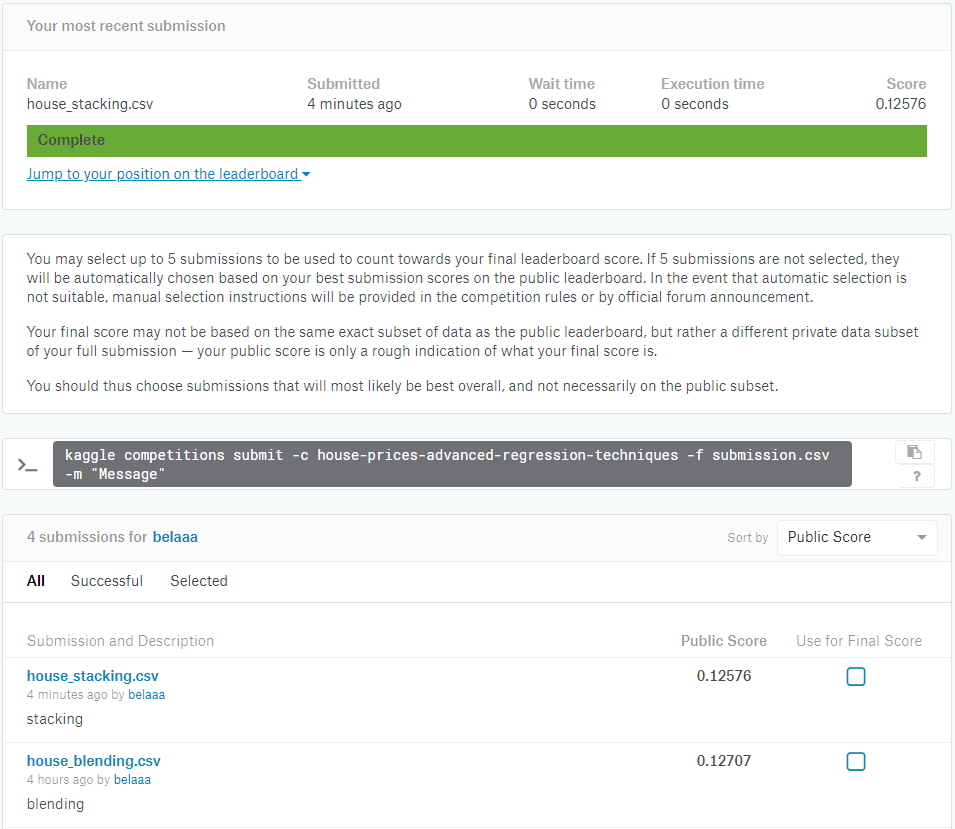 Your most recent submission
Name Submitted Wait time Execution time Score
house_stacking.csv 4 minutes ago 0 seconds 0 seconds 0.12576
Complete
Jump to your position on the leaderboard
You may select up to 5 submissions to be used to count towards your final leaderboard score. If 5 submissions are not selected, they
will be automatically chosen based on your best submission scores on the public leaderboard. In the event that automatic selection is
not suitable, manual selection instructions will be provided in the competition rules or by official forum announcement.
Your final score may not be based on the same exact subset of data as the public leaderboard, but rather a different private data subset
of your full submission — your public score is only a rough indication of what your final score is.
You should thus choose submissions that will most likely be best overall, and not necessarily on the public subset.
>_ kaggle competitions submit -c house-prices-advanced-regression-techniques -f submission.csv
-m "Message"
?
4 submissions for belaaa Sort by Public Score
All Successful Selected
Submission and Description Public Score Use for Final Score
house_stacking.csv 0.12576
4 minutes ago by belaaa
stacking
house_blending.csv 0.12707
4 hours ago by belaaa
blending